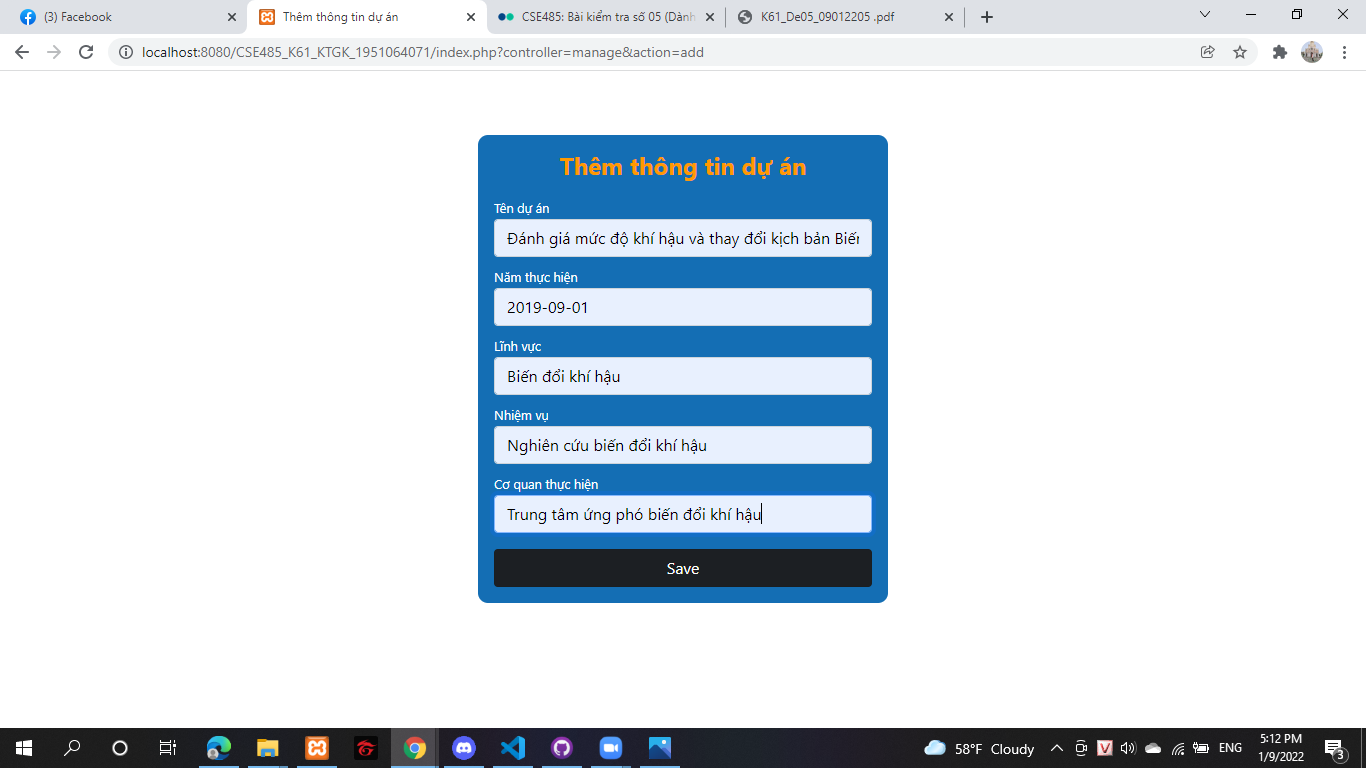 (3) Facebook
Thêm thông tin dự án
CSE485: Bài kiểm tra số 05 (Dành
K61_De05_09012205 .pdf
localhost:8080/CSE485_K61_KTGK_1951064071/index.php?controller=manage&action=add
Thêm thông tin dự án
Tên dự án
Đánh giá mức độ khí hậu và thay đổi kịch bản Biến
Năm thực hiện
2019-09-01
Lĩnh vực
Biến đổi khí hậu
Nhiệm vụ
Nghiên cứu biến đổi khí hậu
Cơ quan thực hiện
Trung tâm ứng phó biến đổi khí hậu
Save
58°F Cloudy
V
ENG
5:12 PM
1/9/2022
3